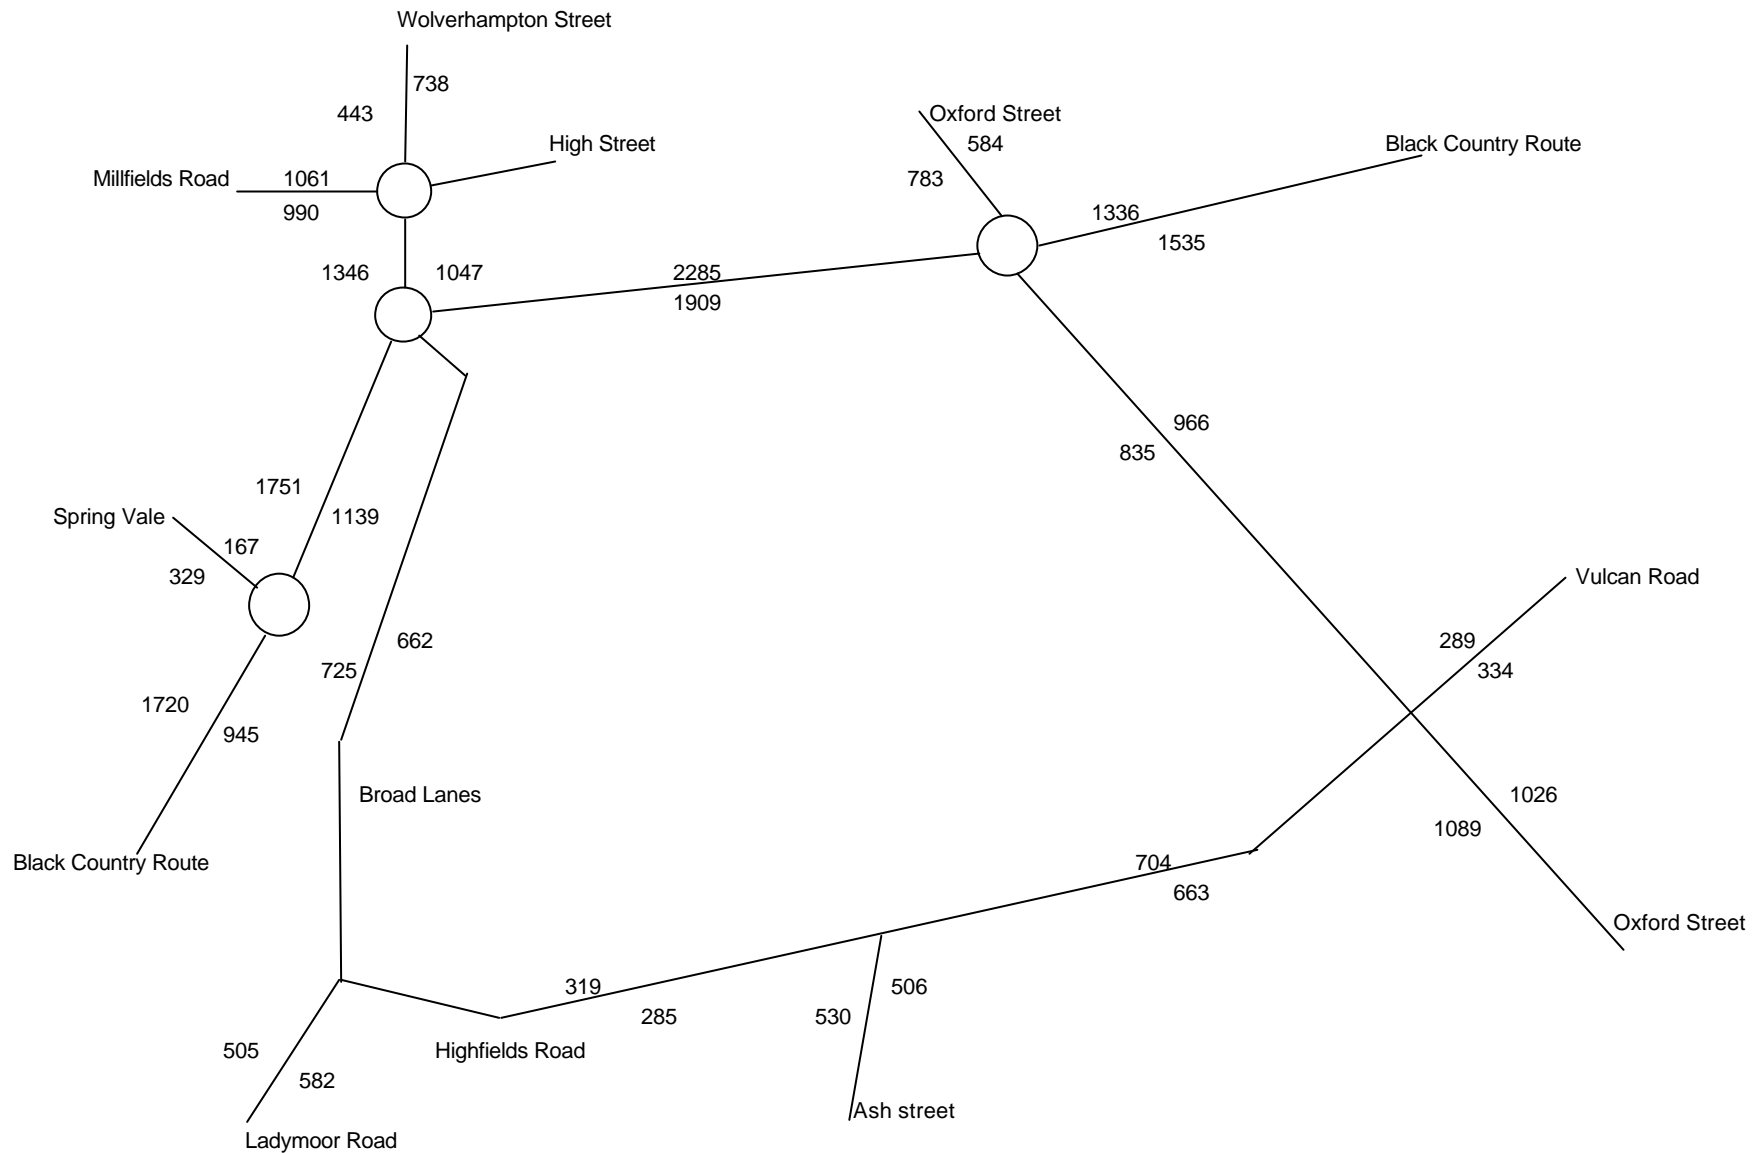 Wolverhampton Street
738
443
Oxford Street
584
High Street
Black Country Route
Millfields Road
1061
783
990
1336
1535
1346
1047
2285
1909
966
835
1751
Spring Vale
1139
167
329
Vulcan Road
289
662
334
725
1720
945
Broad Lanes
1026
1089
Black Country Route
704
663
Oxford Street
319
506
285
530
505
Highfields Road
582
Ash street
Ladymoor Road